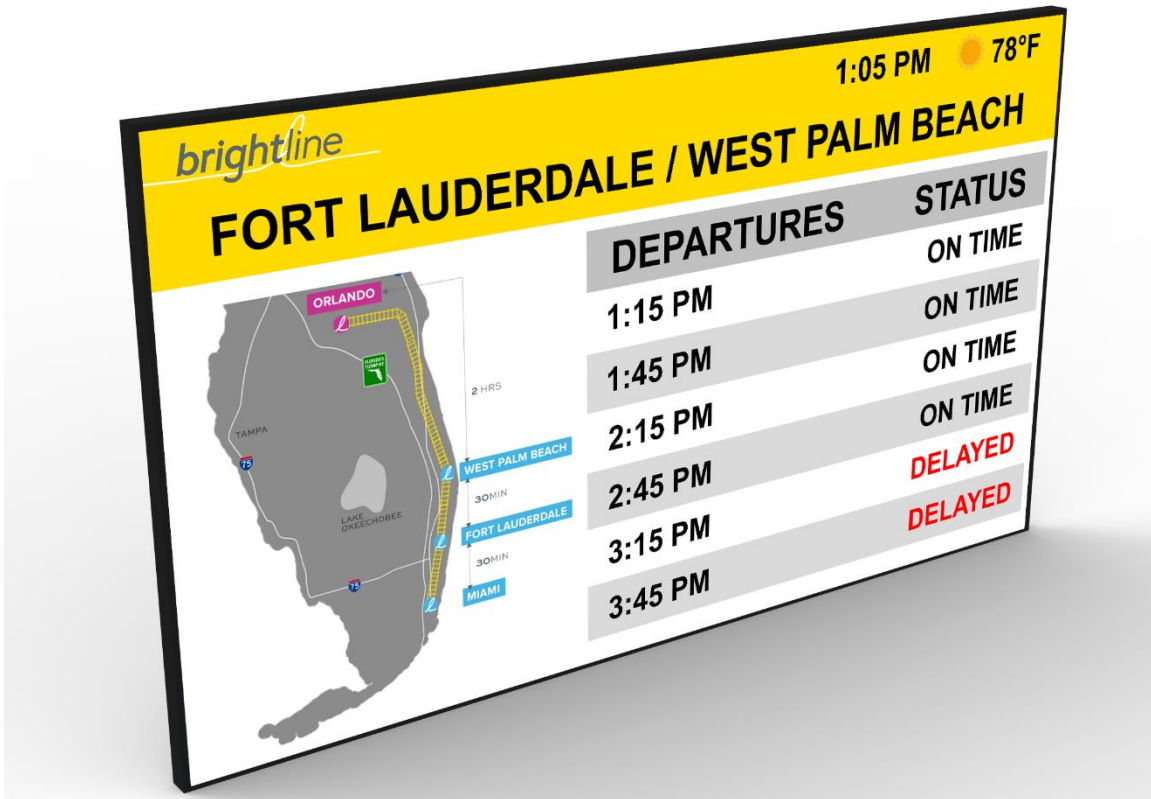 1:05 PM 78°F
brightline
FORT LAUDERDALE / WEST PALM BEACH
DEPARTURES STATUS
1:15 PM ON TIME
1:45 PM ON TIME
2:15 PM ON TIME
2:45 PM ON TIME
3:15 PM DELAYED
3:45 PM DELAYED
ORLANDO
FLORIDA'S
TURNPIKE
2 HRS
TAMPA
75
WEST PALM BEACH
30MIN
LAKE
OKEECHOBEE
FORT LAUDERDALE
30MIN
75
MIAMI